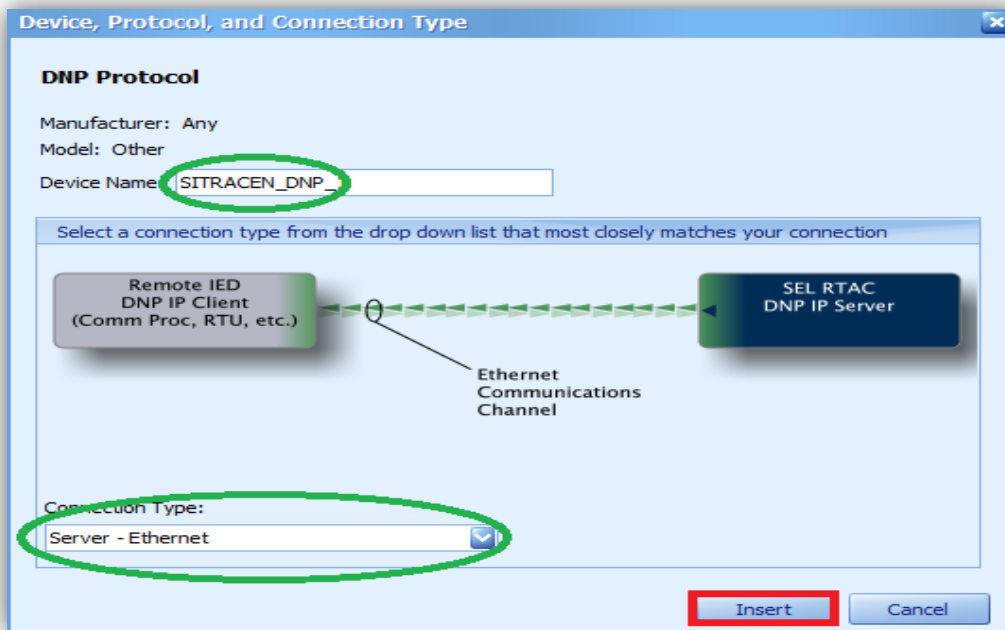 Device, Protocol, and Connection Type
DNP Protocol
Manufacturer: Any
Model: Other
Device Name: SITRACEN_DNP_
Select a connection type from the drop down list that most closely matches your connection
Remote IED
DNP IP Client
(Comm Proc, RTU, etc.)
SEL RTAC
DNP IP Server
Ethernet
Communications
Channel
Connection Type:
Server - Ethernet
Insert
Cancel